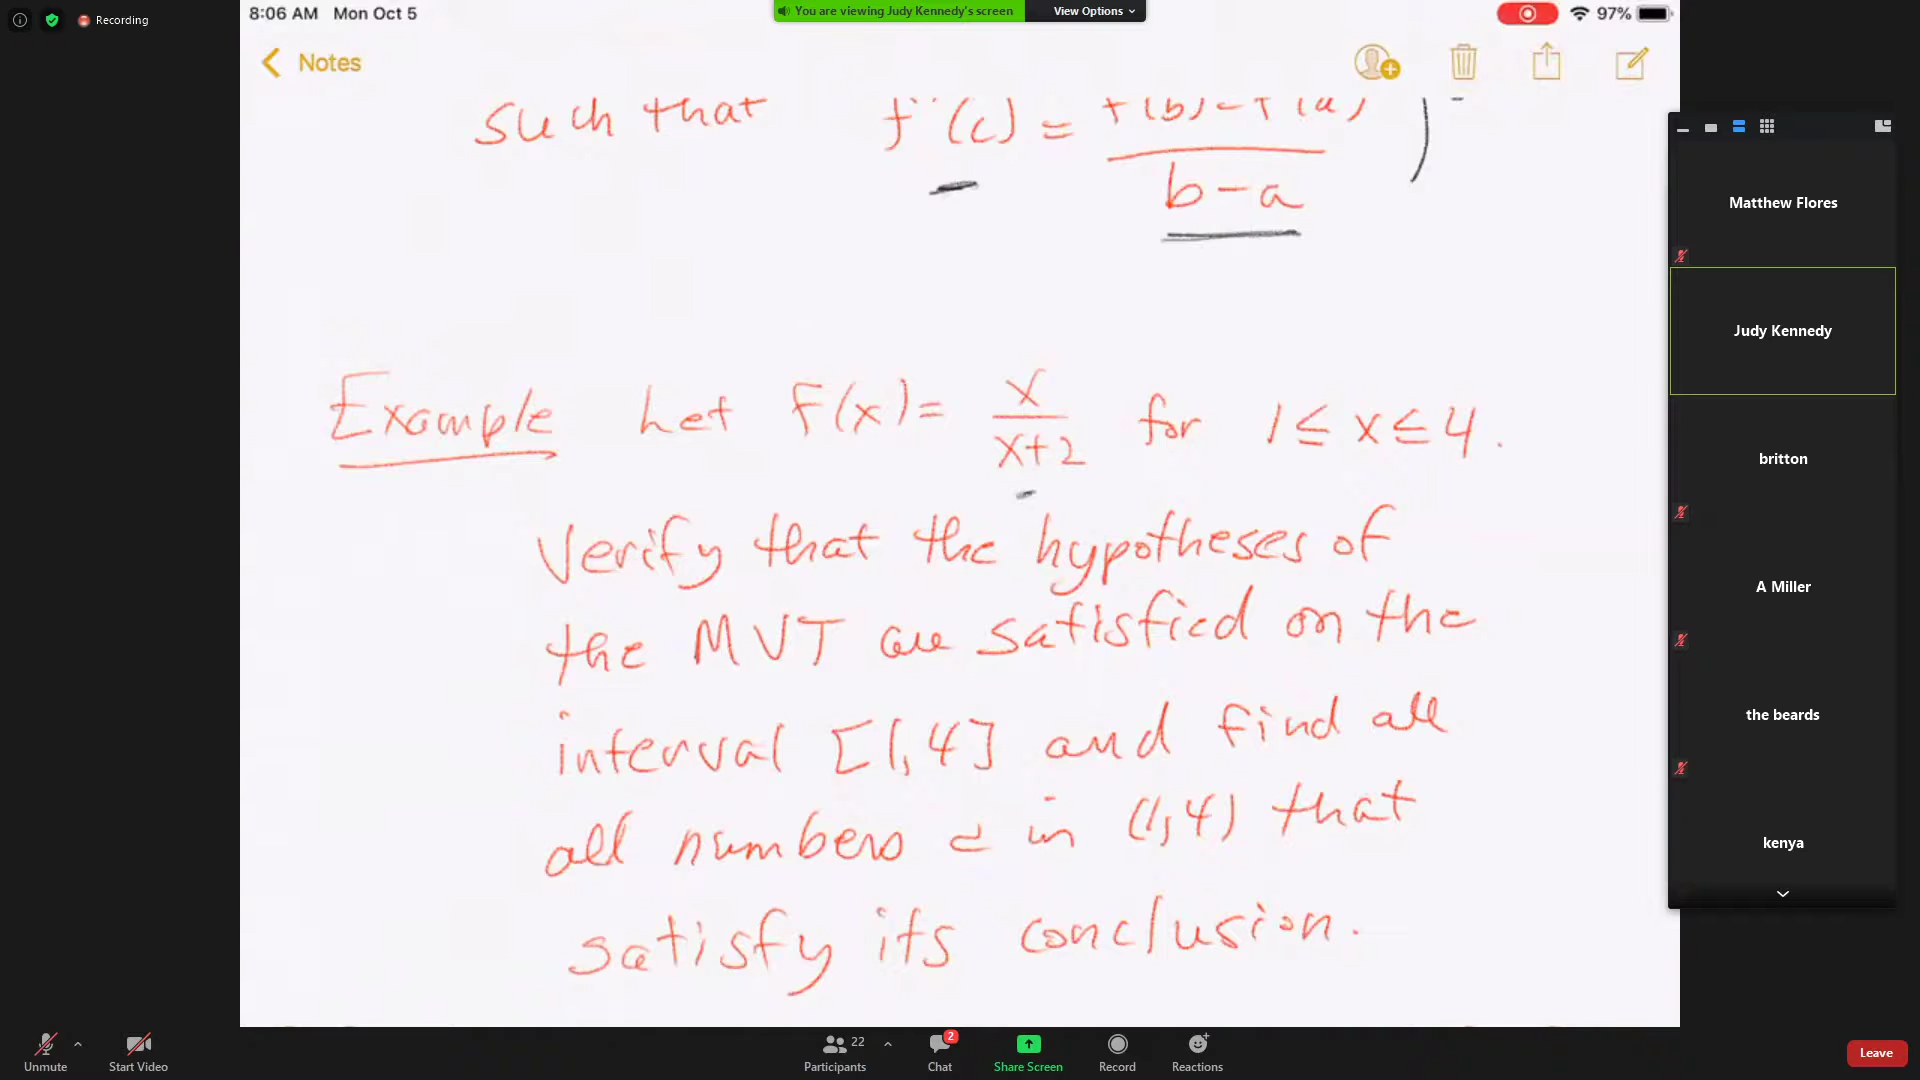 8:06 AM Mon Oct 5
Recording
You are viewing Judy Kennedy's screen View Options
97%
Notes
such that f'(c) = f(b) - f(a) )
b - a
Example Let F(x) = x / x+2 for 1 ≤ x ≤ 4.
Verify that the hypotheses of
the MVT are satisfied on the
interval [1, 4] and find all
all numbers c in (1, 4) that
satisfy its conclusion.
Matthew Flores
Judy Kennedy
britton
A Miller
the beards
kenya
Unmute
Start Video
22
Participants
2
Chat
Share Screen
Record
Reactions
Leave